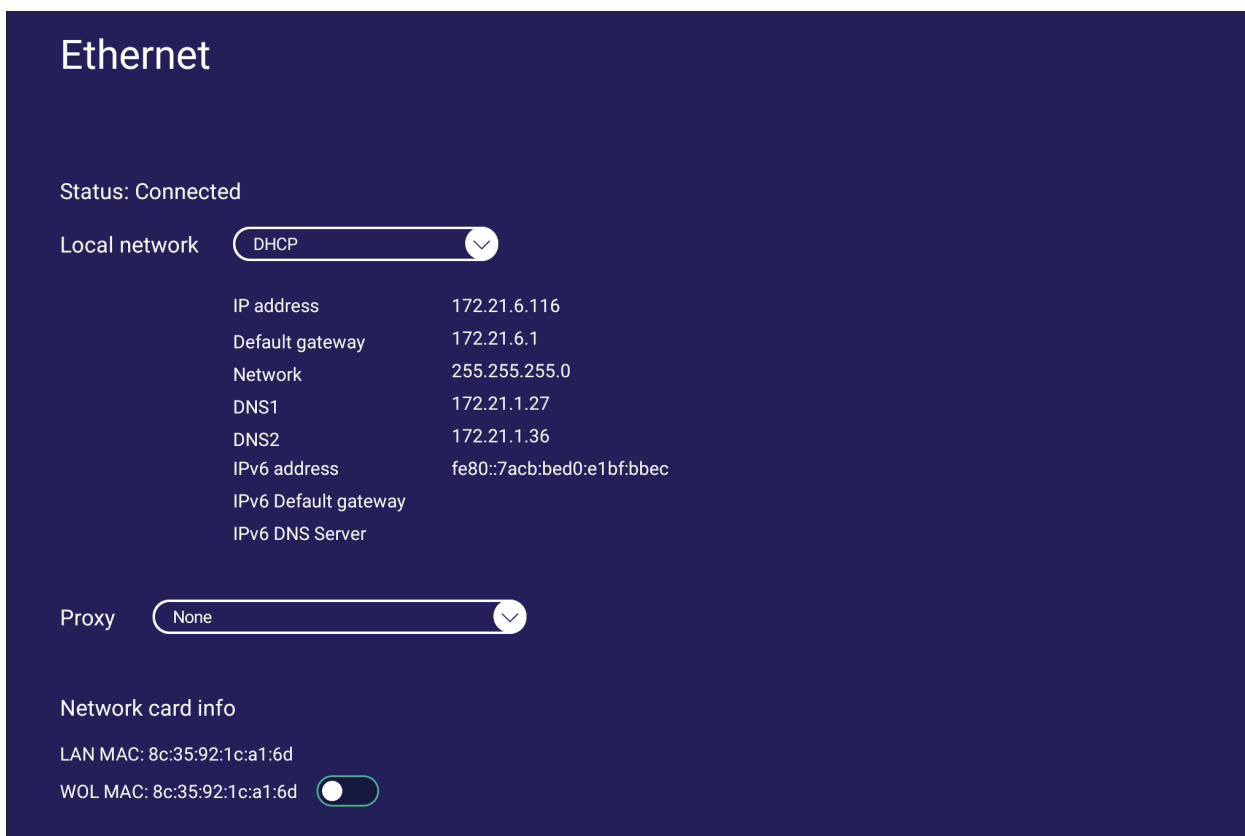 Ethernet
Status: Connected
Local network DHCP
IP address 172.21.6.116
Default gateway 172.21.6.1
Network 255.255.255.0
DNS1 172.21.1.27
DNS2 172.21.1.36
IPv6 address fe80::7acb:bed0:e1bf:bbec
IPv6 Default gateway
IPv6 DNS Server
Proxy None
Network card info
LAN MAC: 8c:35:92:1c:a1:6d
WOL MAC: 8c:35:92:1c:a1:6d